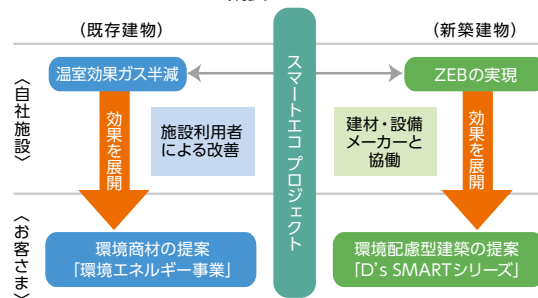 (既存建物)
(新築建物)
スマートエコ プロジェクト
〈自社施設〉
温室効果ガス半減
ZEBの実現
効果を展開
施設利用者
による改善
建材・設備
メーカーと
協働
効果を展開
〈お客さま〉
環境商材の提案
「環境エネルギー事業」
環境配慮型建築の提案
「D's SMARTシリーズ」